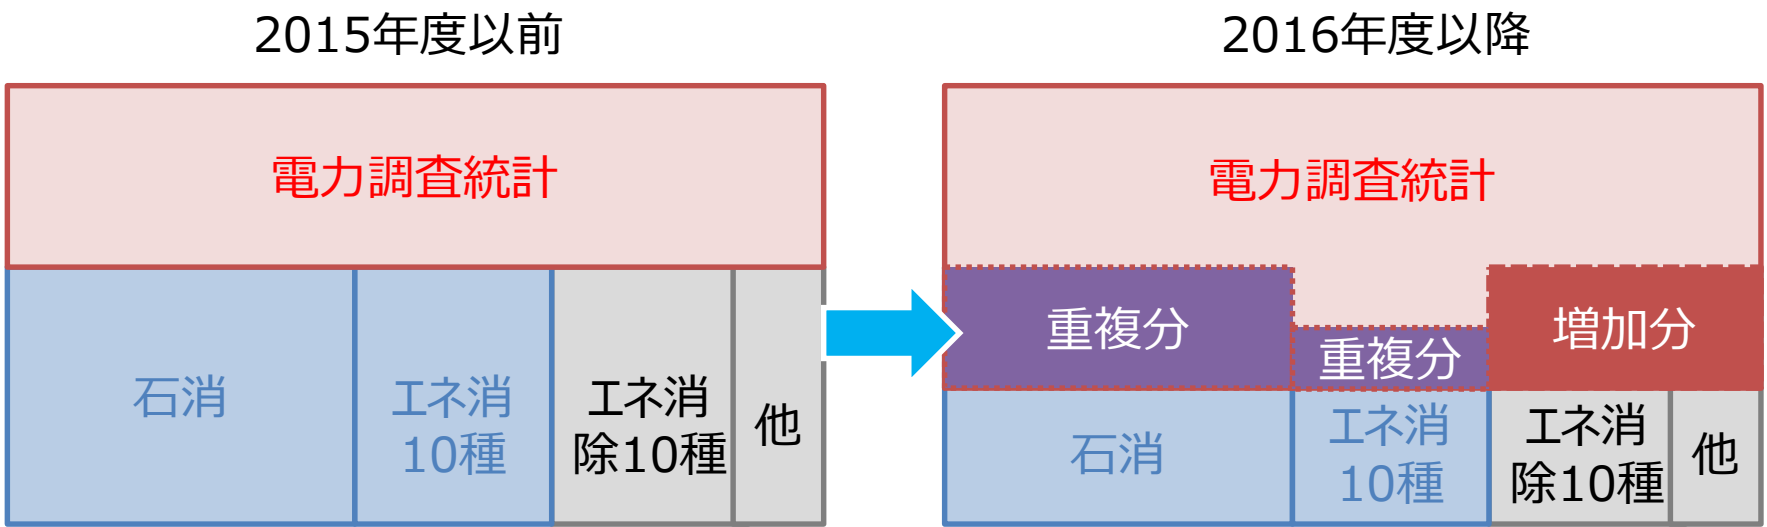 2015年度以前
電力調査統計
石消
エネ消
10種
エネ消
除10種
他
2016年度以降
電力調査統計
重複分
重複分
増加分
石消
エネ消
10種
エネ消
除10種
他